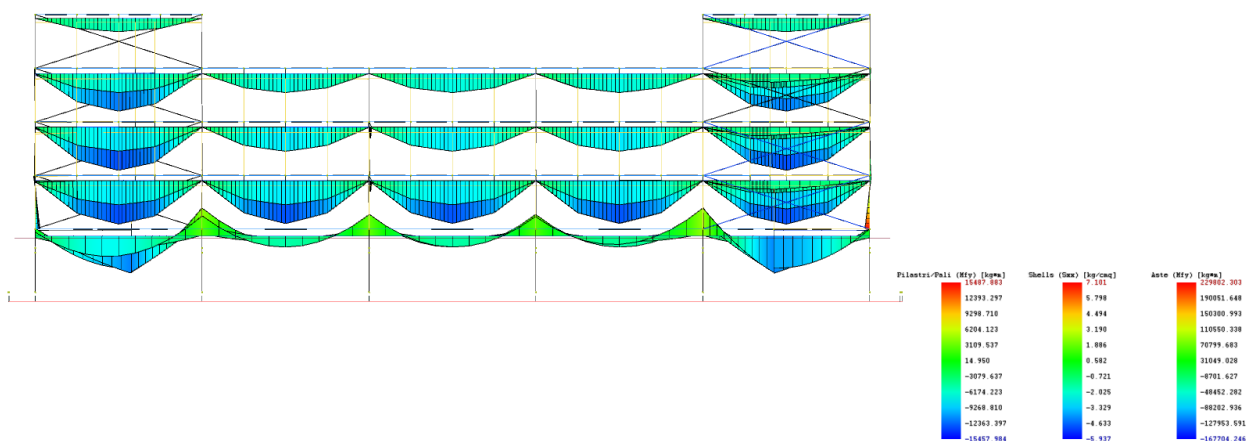 Pilastri/Pali (Mfy) [kg*m] Shells (Sxx) [kg/cmq] Aste (Mfy) [kg*m]
15487.883 7.101 229802.303
12393.297 5.798 190051.648
9298.710 4.494 150300.993
6204.123 3.190 110550.338
3109.537 1.886 70799.683
14.950 0.582 31049.028
-3079.637 -0.721 -8701.627
-6174.223 -2.025 -48452.282
-9268.810 -3.329 -88202.936
-12363.397 -4.633 -127953.591
-15457.984 -5.937 -167704.246